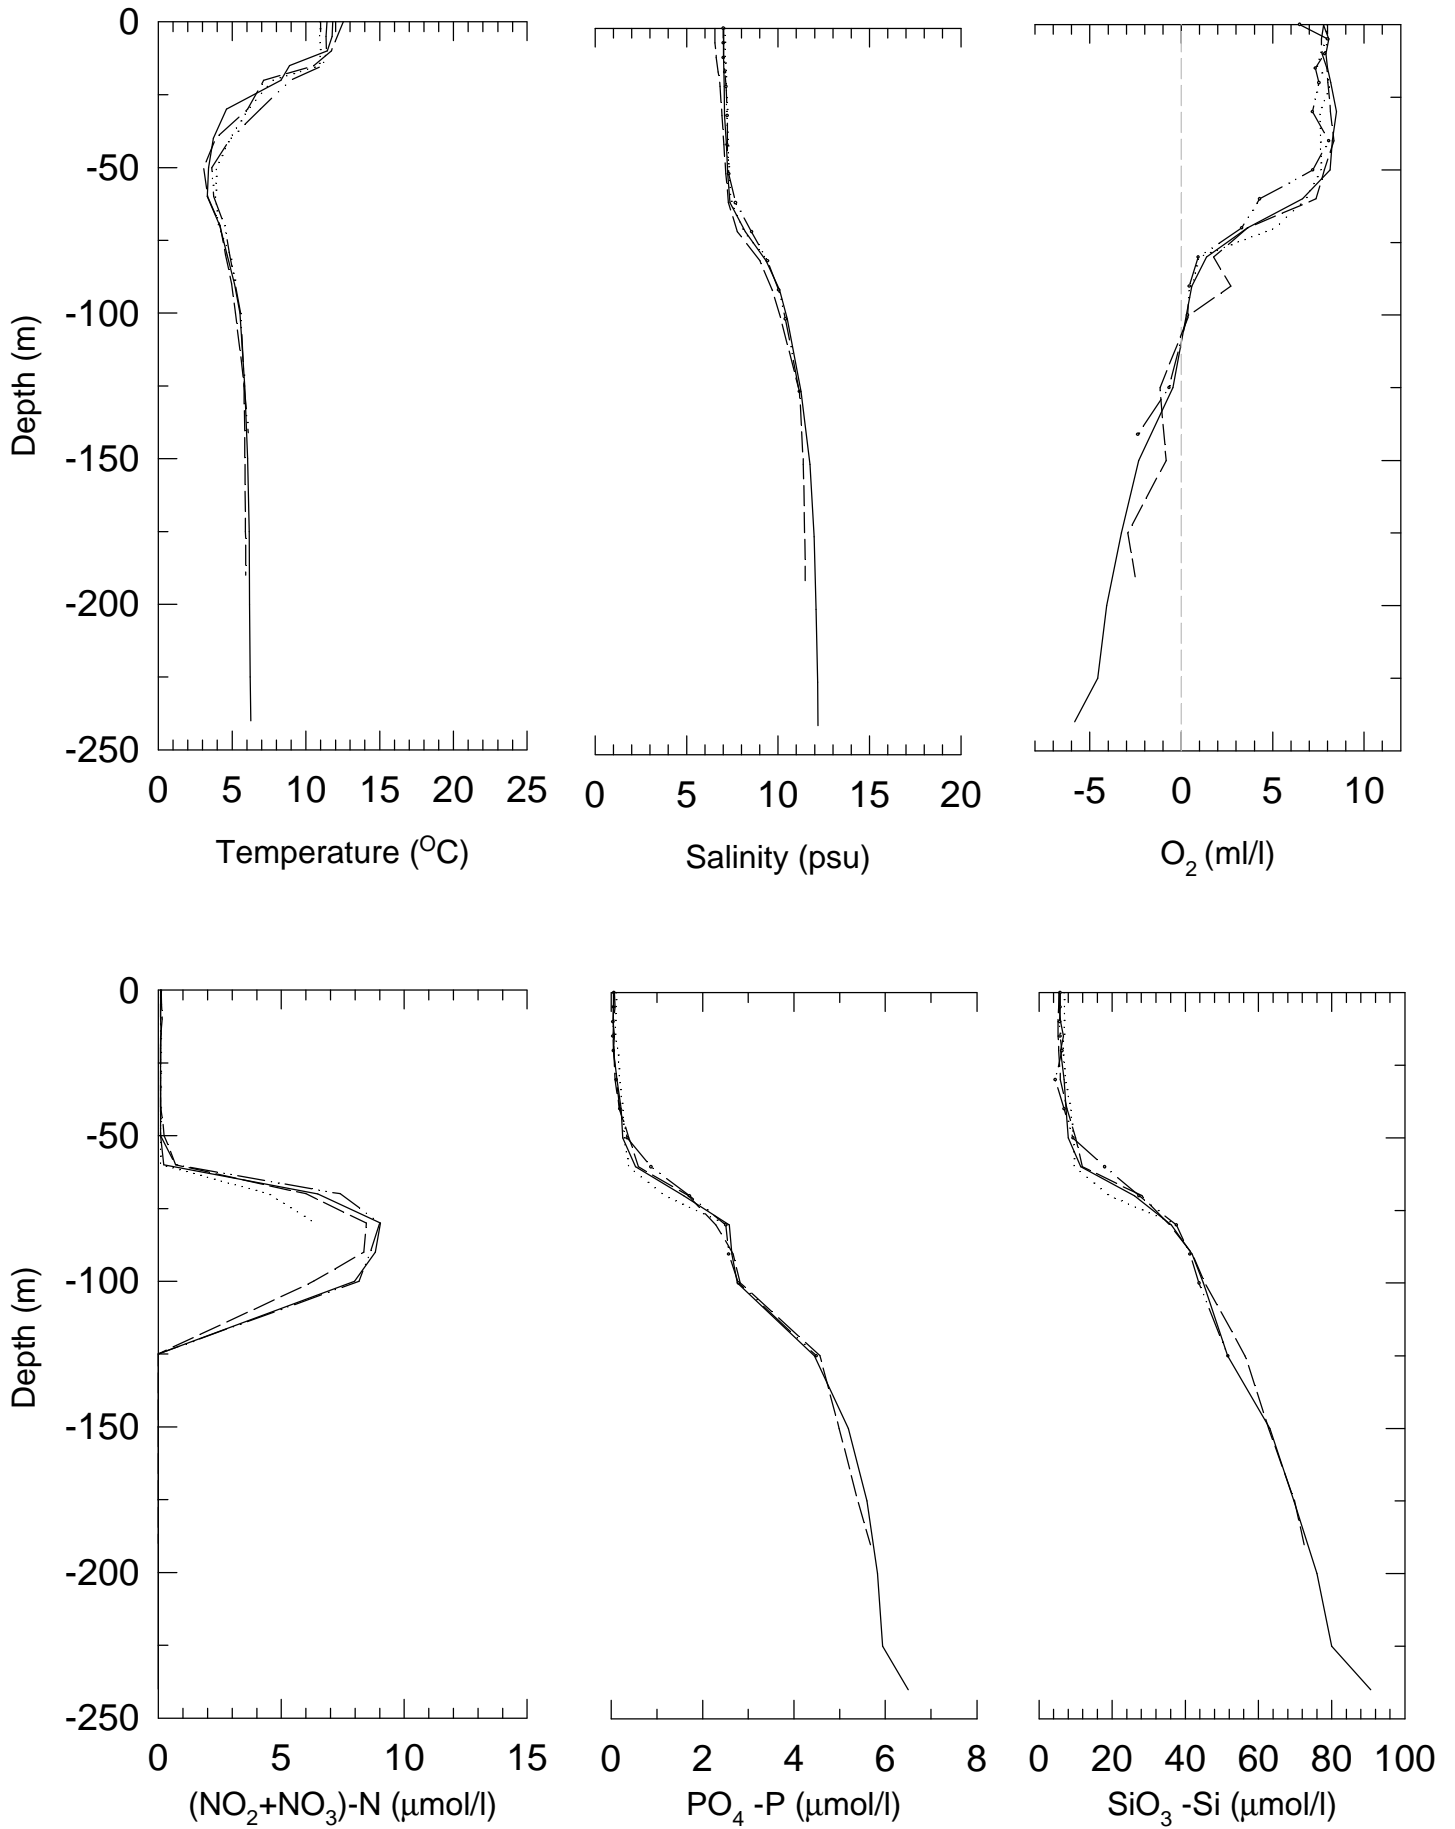 0
-50
-100
-150
-200
-250
Depth (m)
0 5 10 15 20 25
Temperature (°C)
0 5 10 15 20
Salinity (psu)
-5 0 5 10
O₂ (ml/l)
0
-50
-100
-150
-200
-250
Depth (m)
0 5 10 15
(NO₂+NO₃)-N (μmol/l)
0 2 4 6 8
PO₄ -P (μmol/l)
0 20 40 60 80 100
SiO₃ -Si (μmol/l)